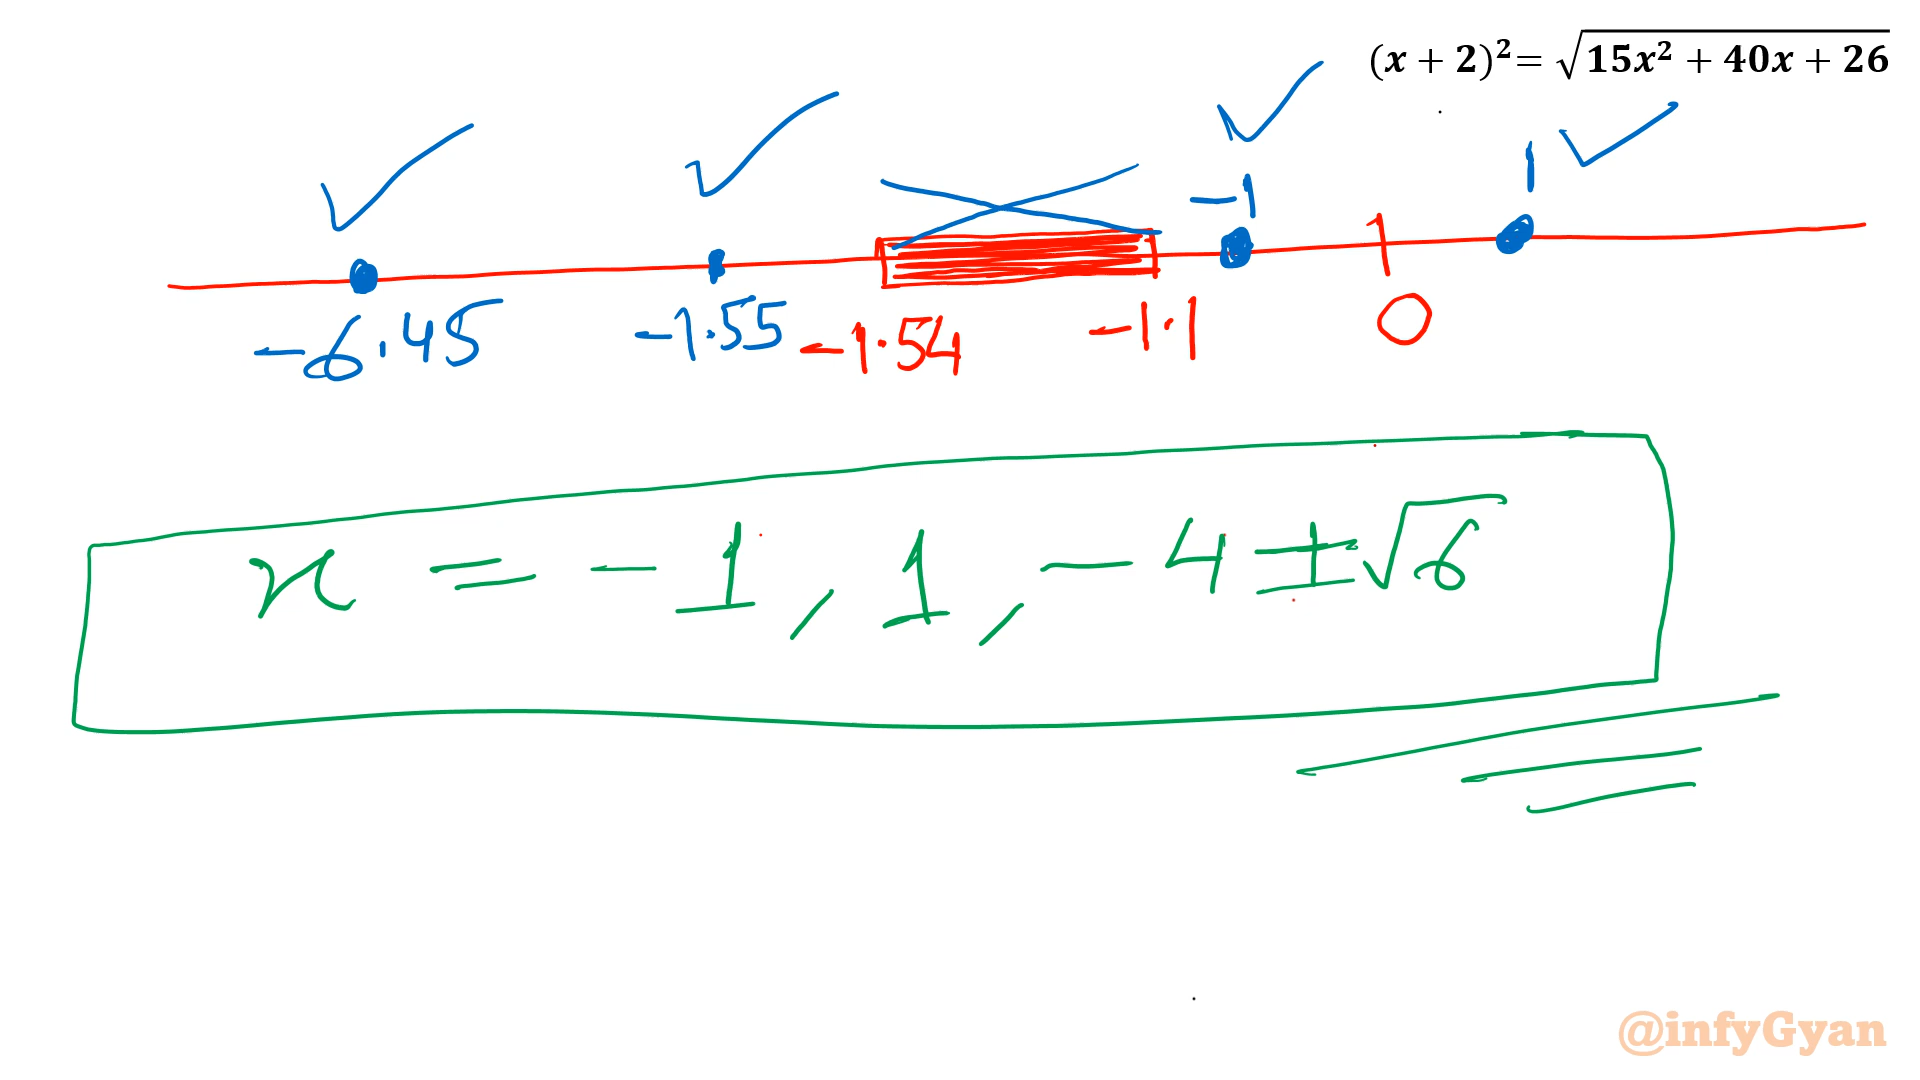 (x + 2)²= √(15x² + 40x + 26)
-1 1
-6.45 -1.55 -1.54 -1.1 0
x = -1, 1, -4 ± √6
@infyGyan